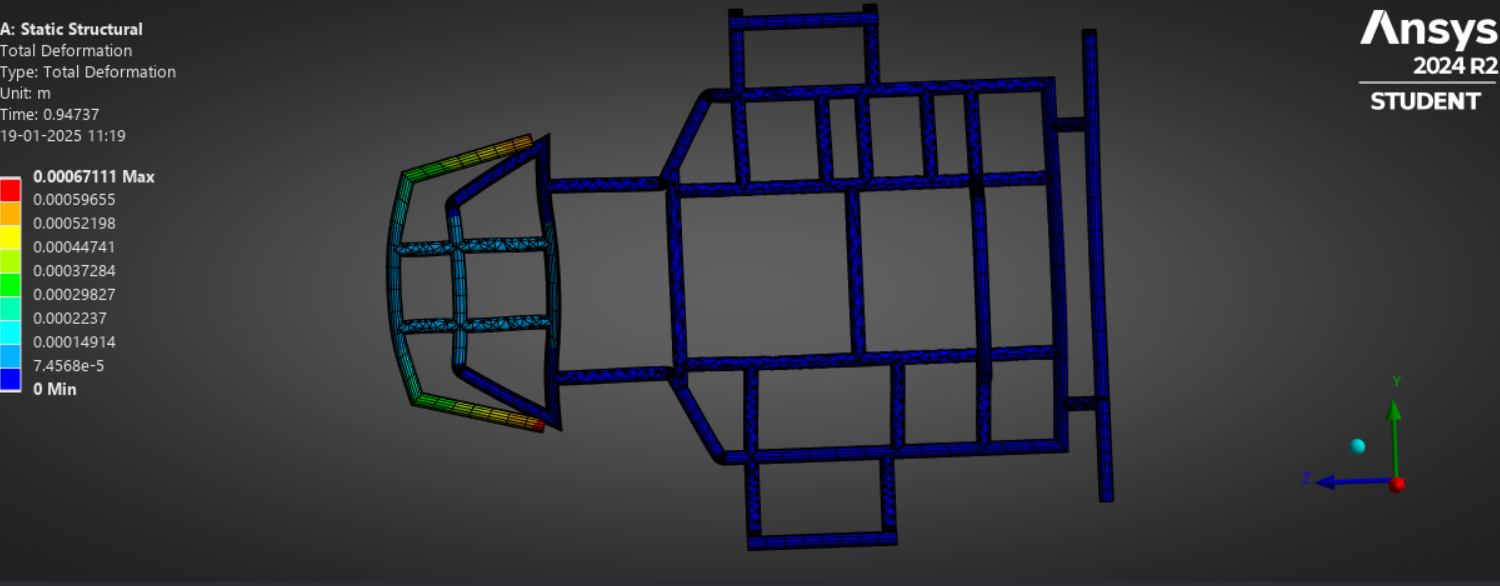 A: Static Structural
Total Deformation
Type: Total Deformation
Unit: m
Time: 0.94737
19-01-2025 11:19
0.00067111 Max
0.00059655
0.00052198
0.00044741
0.00037284
0.00029827
0.0002237
0.00014914
7.4568e-5
0 Min
Ansys
2024 R2
STUDENT
Y
Z